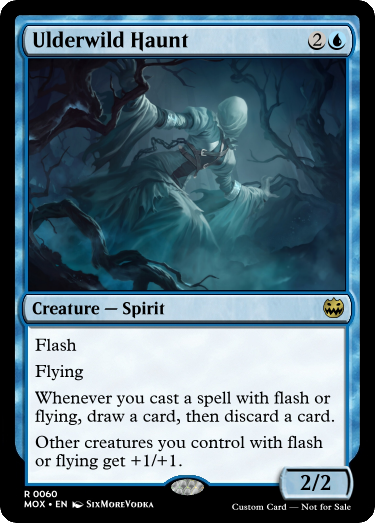 Ulderwild Haunt 2
Creature — Spirit
Flash
Flying
Whenever you cast a spell with flash or
flying, draw a card, then discard a card.
Other creatures you control with flash
or flying get +1/+1.
2/2
R 0060
MOX • EN SixMoreVodka
Custom Card — Not for Sale